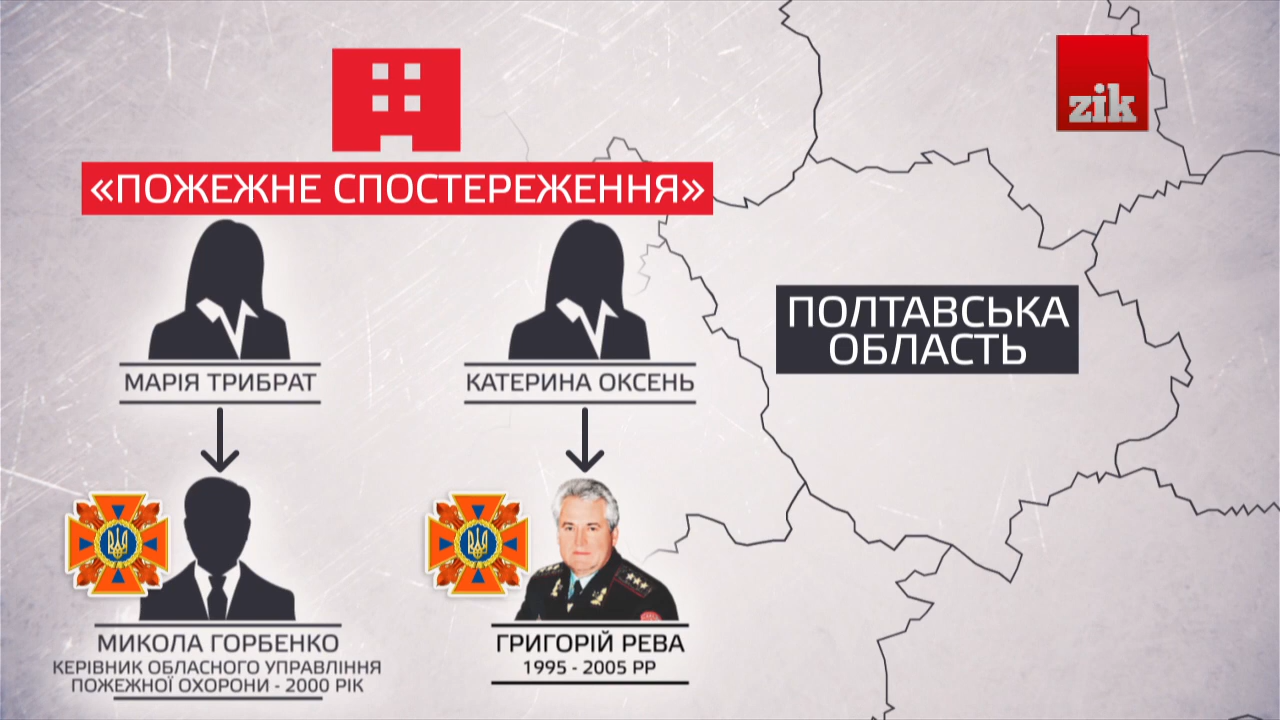 zik
«ПОЖЕЖНЕ СПОСТЕРЕЖЕННЯ»
ПОЛТАВСЬКА
ОБЛАСТЬ
МАРІЯ ТРИБРАТ
КАТЕРИНА ОКСЕНЬ
МИКОЛА ГОРБЕНКО
КЕРІВНИК ОБЛАСНОГО УПРАВЛІННЯ
ПОЖЕЖНОЇ ОХОРОНИ - 2000 РІК
ГРИГОРІЙ РЕВА
1995 - 2005 РР